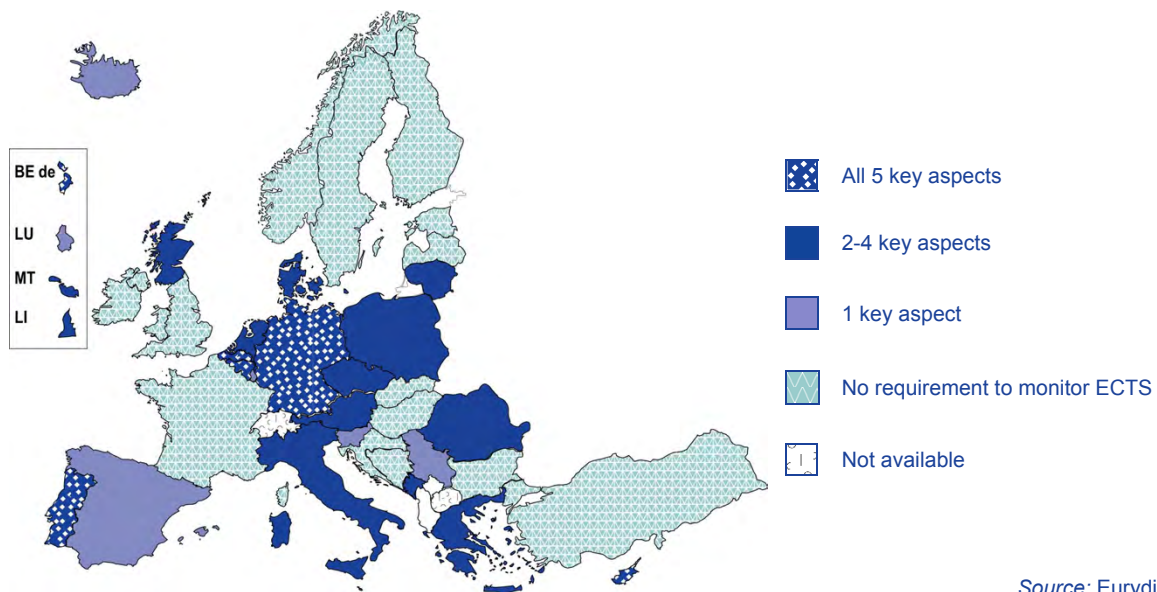 BE de
LU
MT
LI
All 5 key aspects
2-4 key aspects
1 key aspect
No requirement to monitor ECTS
Not available
Source: Eurydi